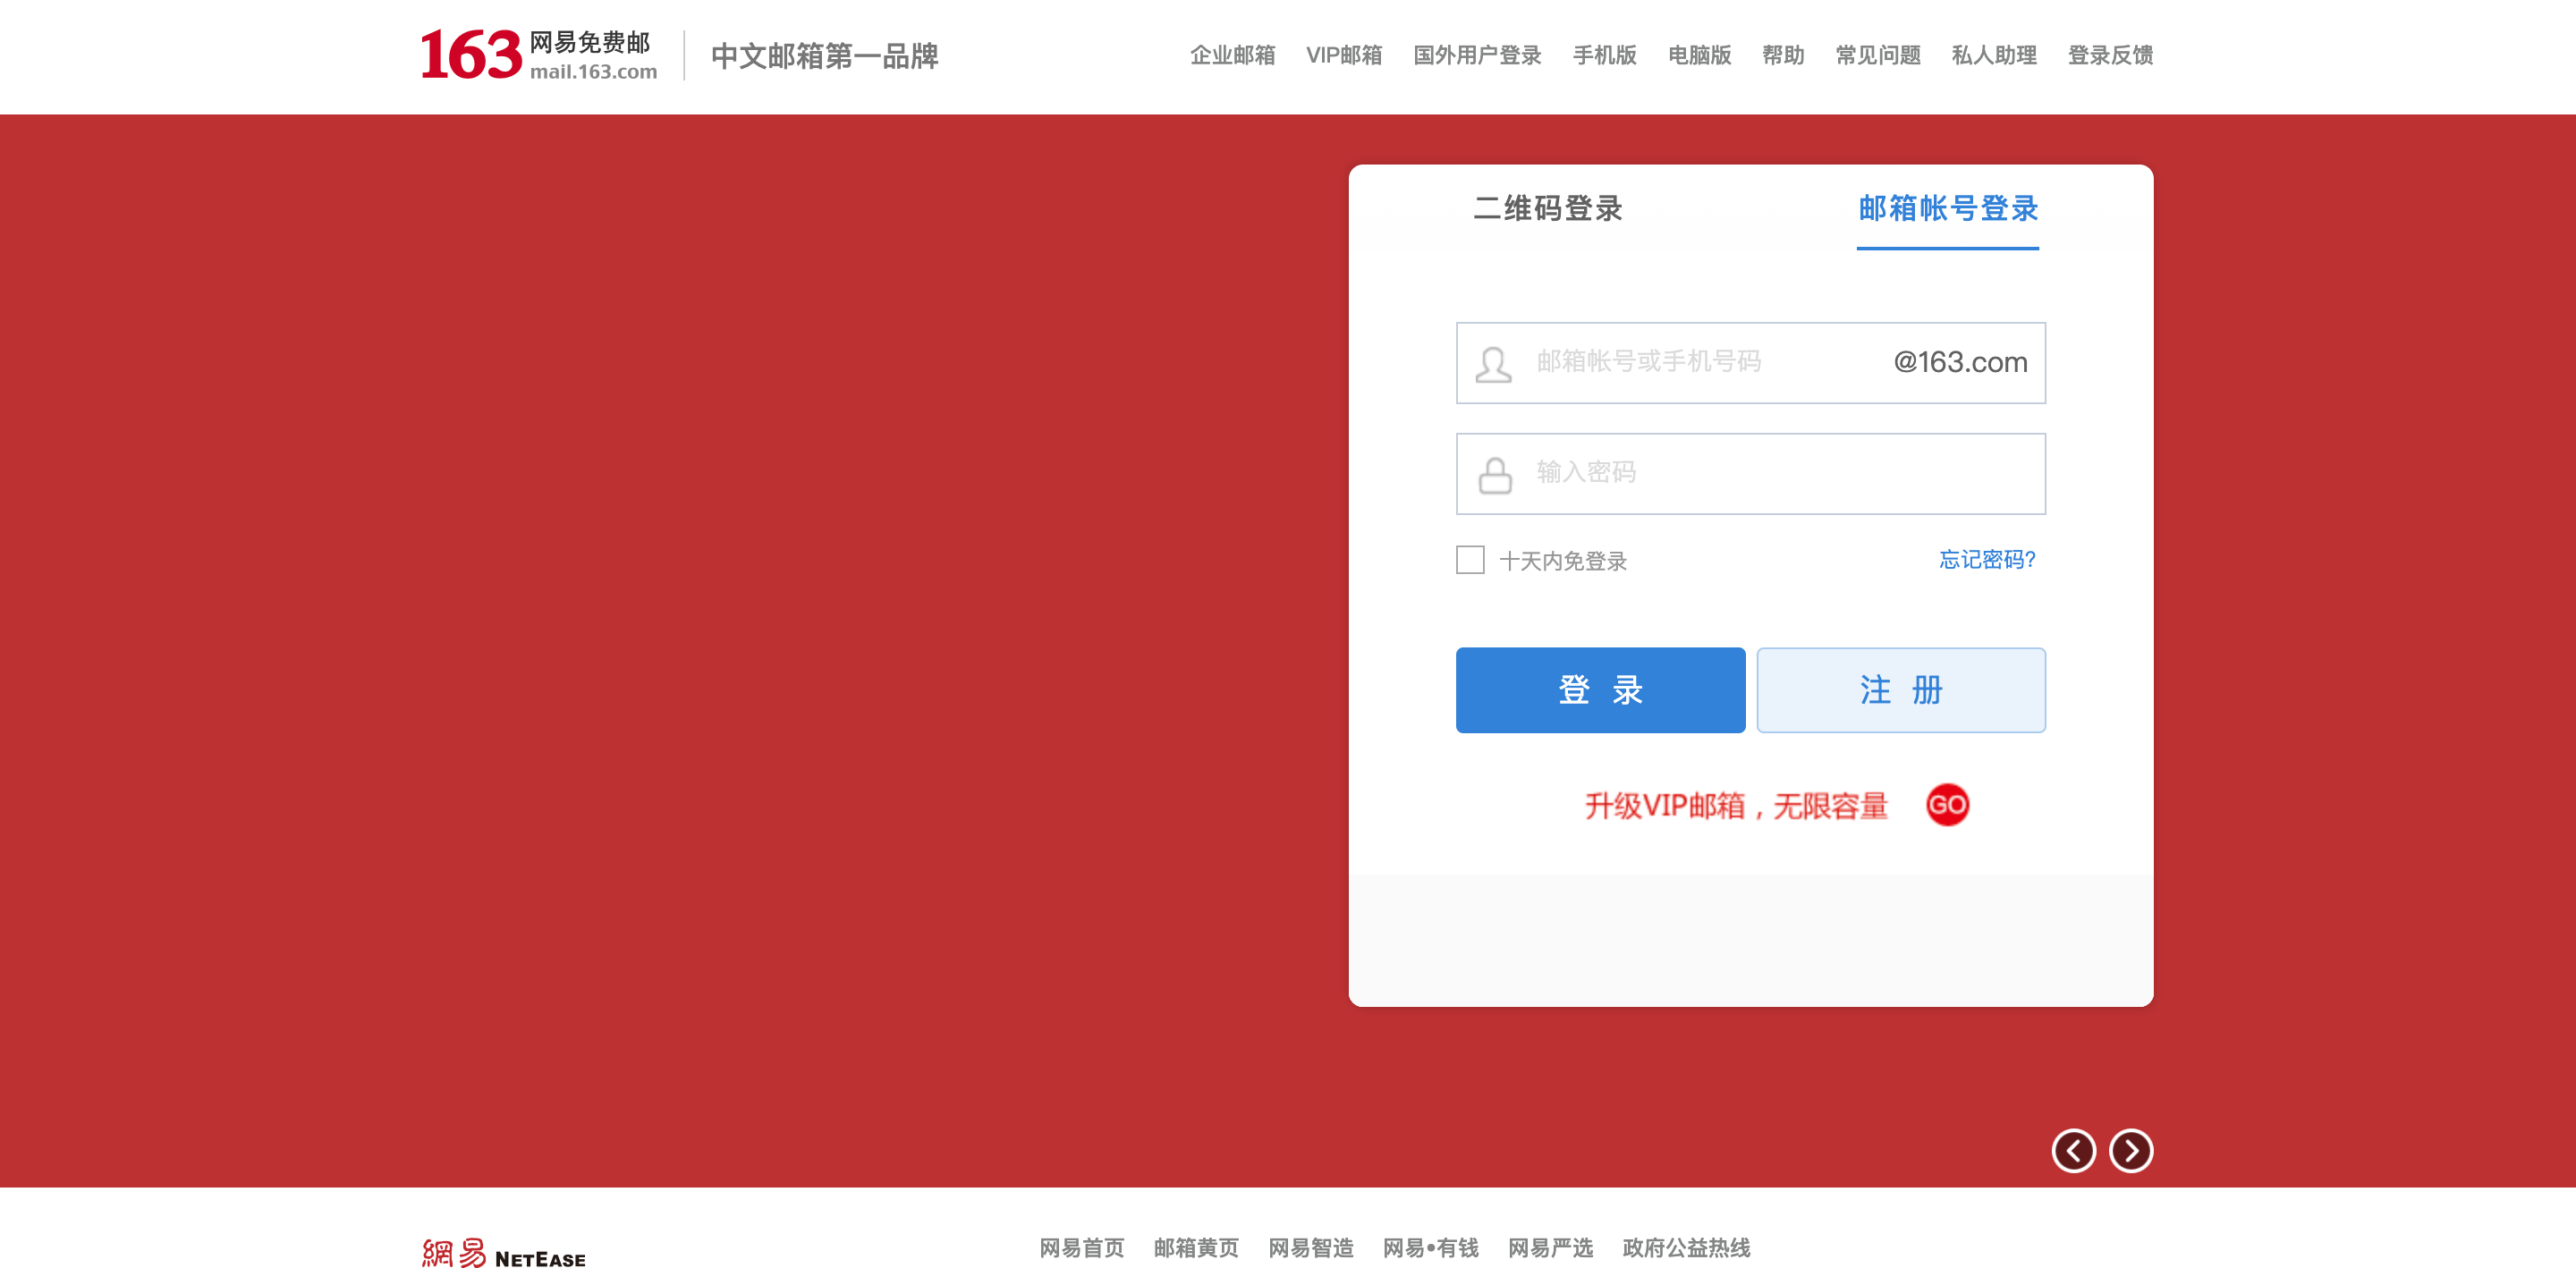 163 网易免费邮
mail.163.com
中文邮箱第一品牌
企业邮箱 VIP邮箱 国外用户登录 手机版 电脑版 帮助 常见问题 私人助理 登录反馈
二维码登录 邮箱帐号登录
邮箱帐号或手机号码 @163.com
输入密码
十天内免登录 忘记密码?
登 录 注 册
升级VIP邮箱，无限容量 GO
網易 NETEASE
网易首页 邮箱黄页 网易智造 网易•有钱 网易严选 政府公益热线